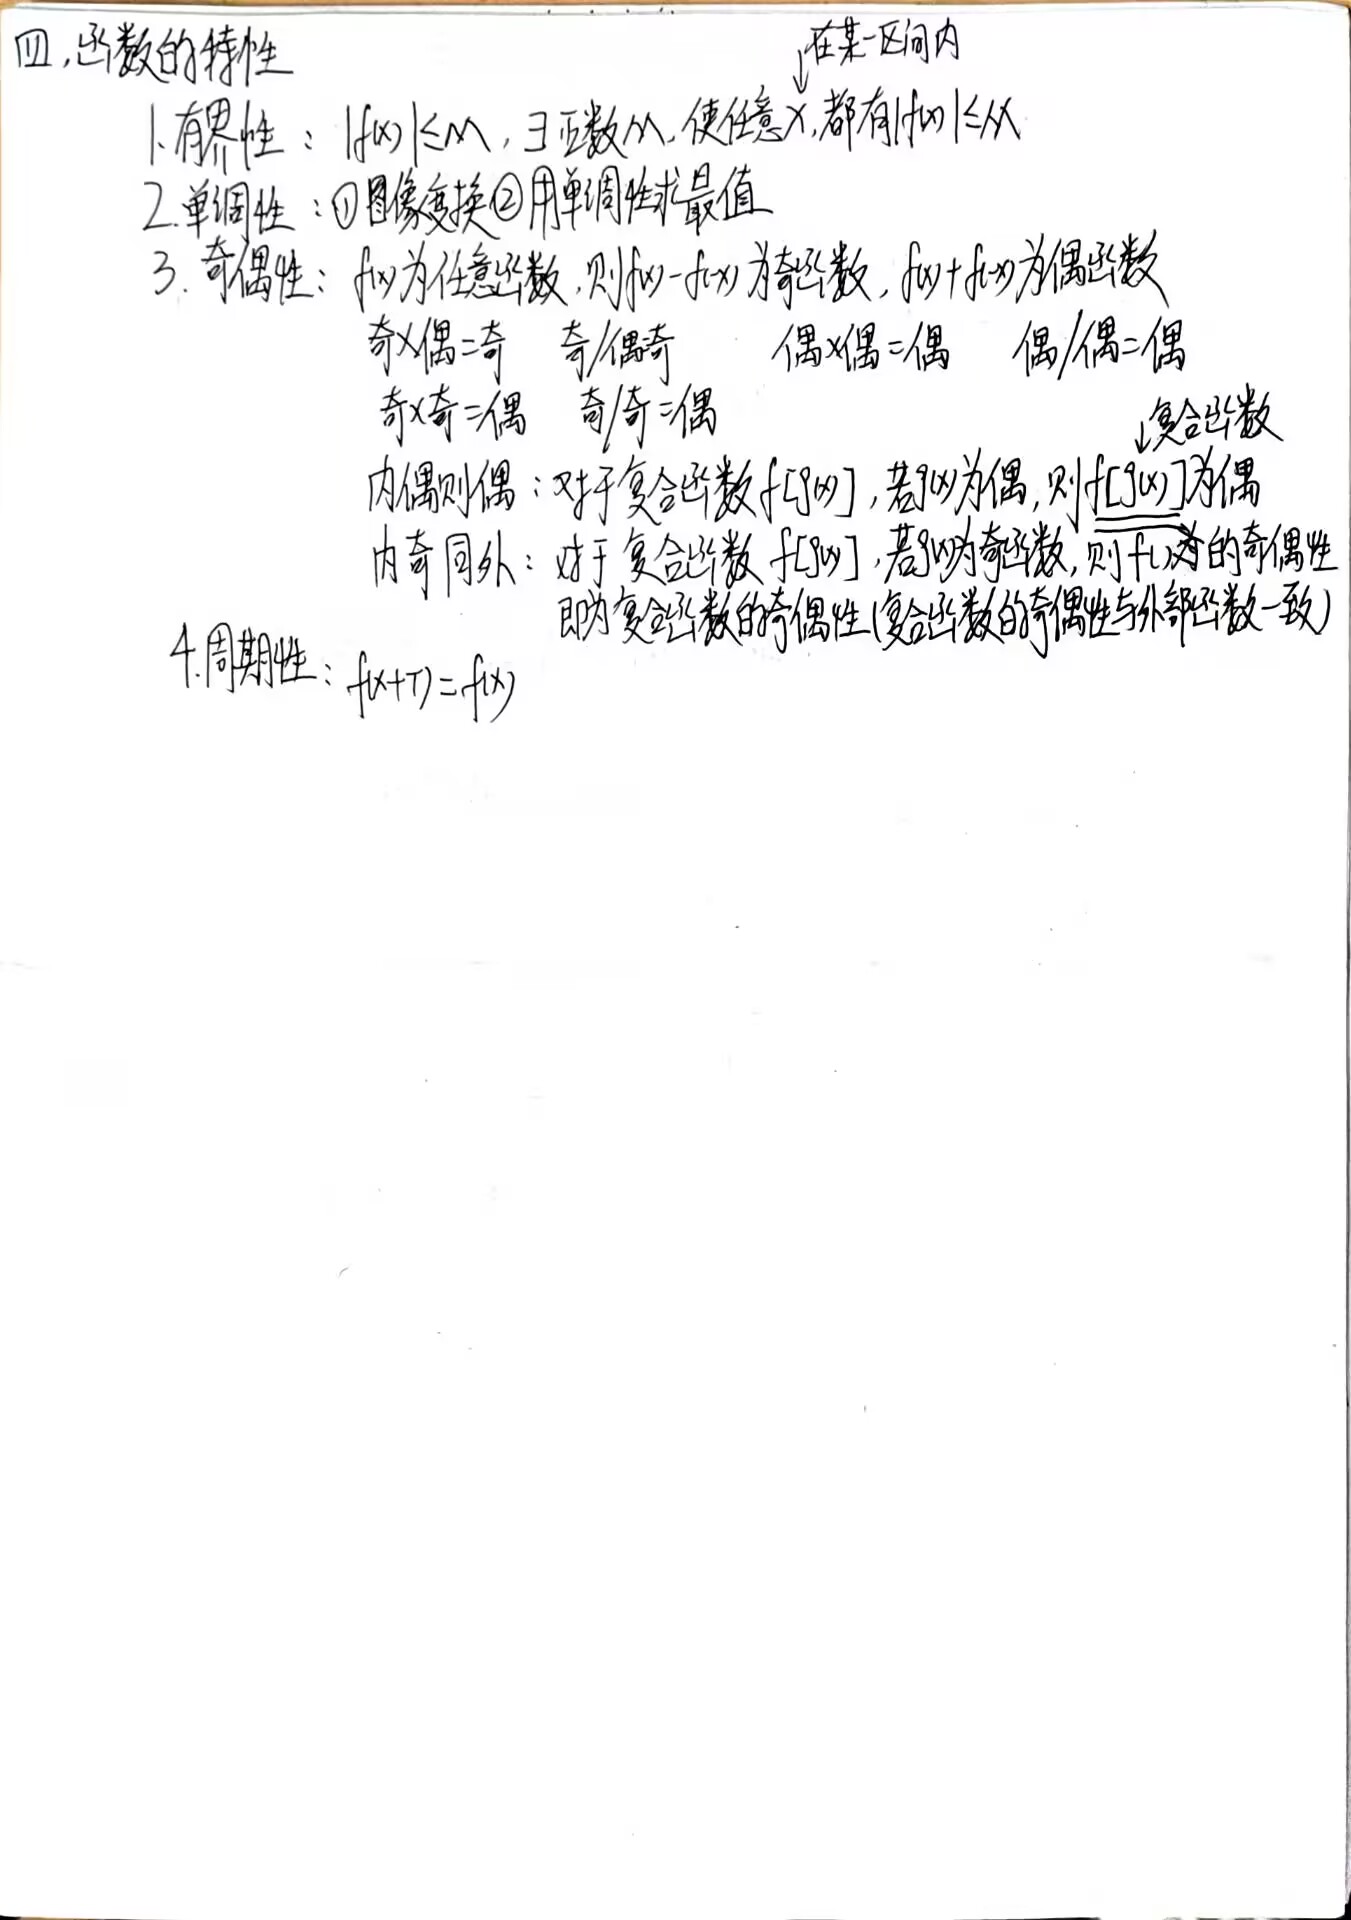 四、函数的特性
↓在某一区间内
1.有界性：|f(x)|≤M，∃正数M，使任意x，都有|f(x)|≤M
2.单调性：①图像变换②用单调性求最值
3.奇偶性：f(x)为任意函数，则f(x)-f(-x)为奇函数，f(x)+f(-x)为偶函数
奇×偶=奇 奇/偶=奇 偶×偶=偶 偶/偶=偶
奇×奇=偶 奇/奇=偶
↓复合函数
内偶则偶：对于复合函数f[g(x)]，若g(x)为偶，则f[g(x)]为偶
内奇同外：对于复合函数f[g(x)]，若g(x)为奇函数，则f(x)的奇偶性
即为复合函数的奇偶性(复合函数的奇偶性与外部函数一致)
4.周期性：f(x+T)=f(x)